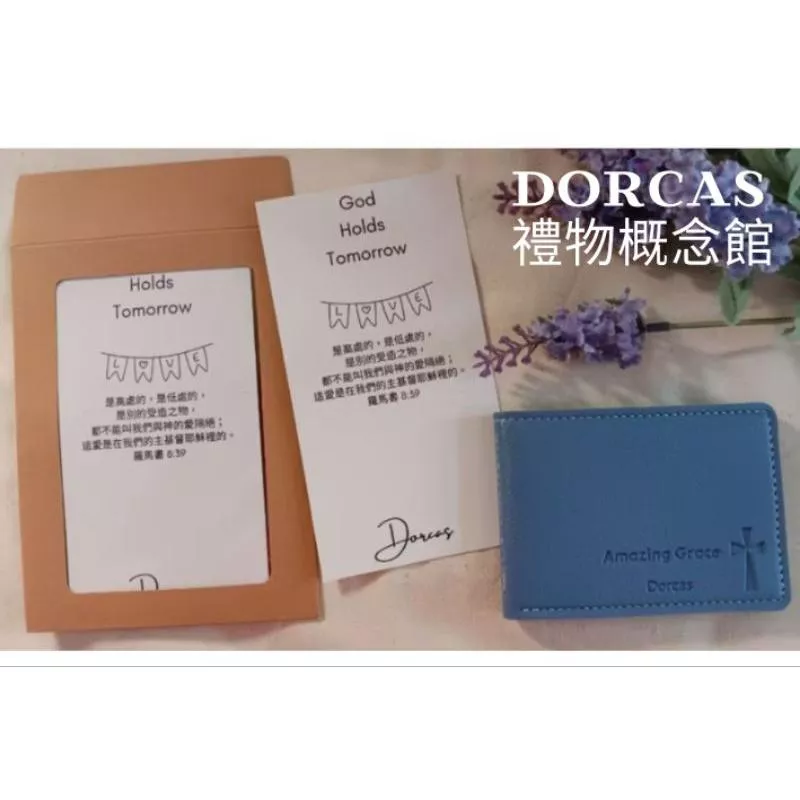 DORCAS
禮物概念館
Holds
Tomorrow
LOVE
是高處的，是低處的，
是別的受造之物，
都不能叫我們與神的愛隔絕；
這愛是在我們的主基督耶穌裡的。
羅馬書 8:39
D
God
Holds
Tomorrow
LOVE
是高處的，是低處的，
是別的受造之物，
都不能叫我們與神的愛隔絕；
這愛是在我們的主基督耶穌裡的。
羅馬書 8:39
Dorcas
Amazing Grace
Dorcas